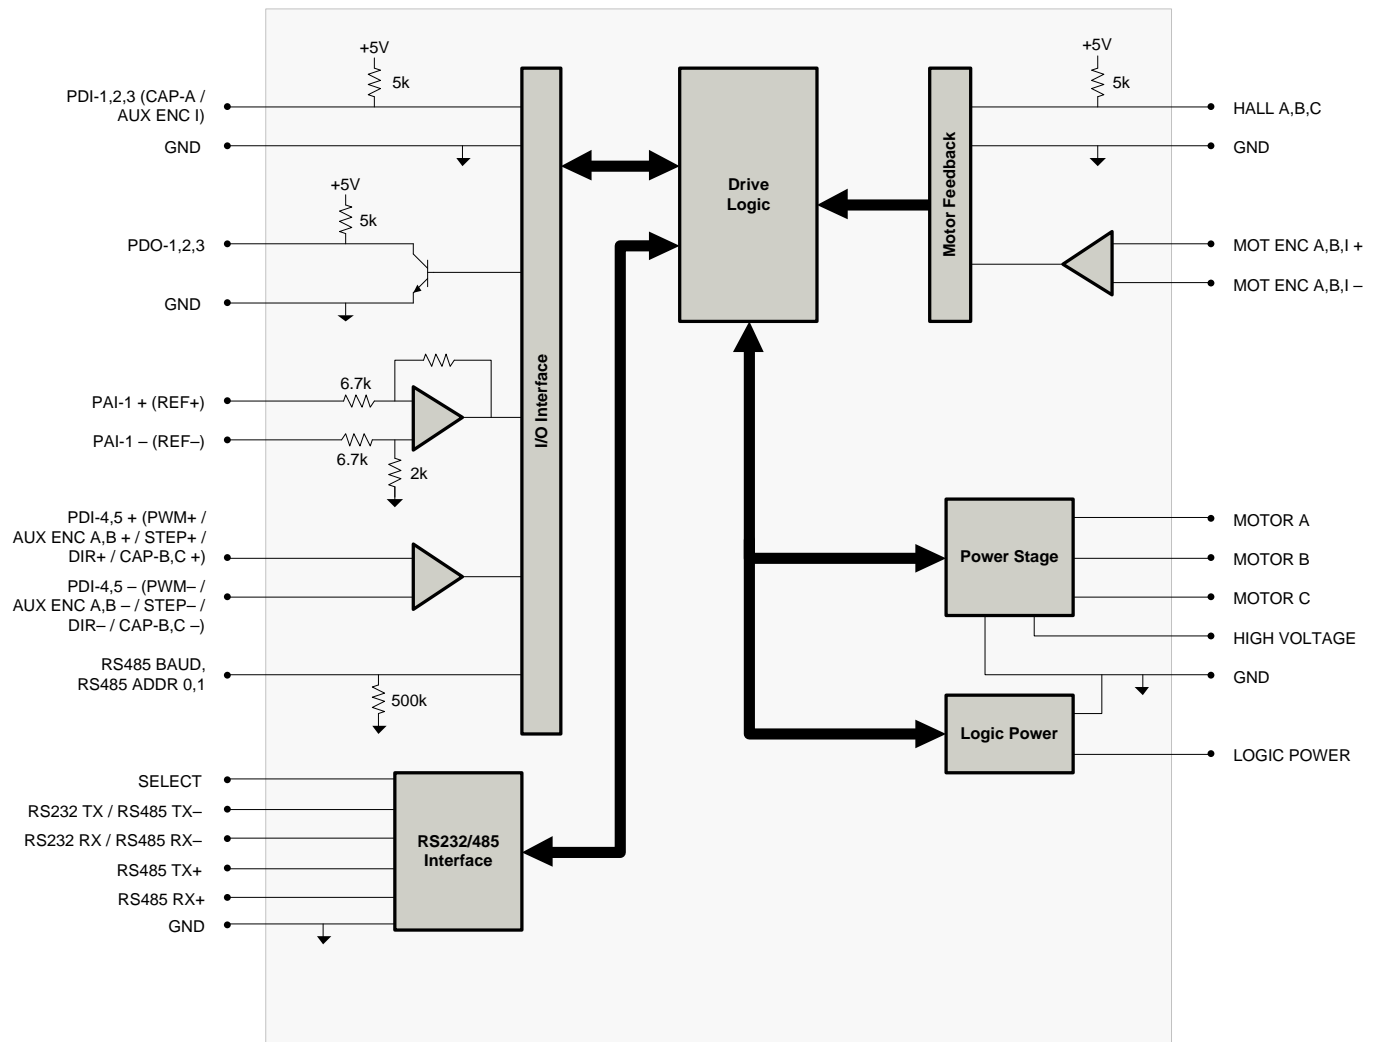 +5V
5k
PDI-1,2,3 (CAP-A /
AUX ENC I)
GND
+5V
5k
PDO-1,2,3
GND
6.7k
PAI-1 + (REF+)
PAI-1 – (REF–)
6.7k
2k
PDI-4,5 + (PWM+ /
AUX ENC A,B + / STEP+ /
DIR+ / CAP-B,C +)
PDI-4,5 – (PWM– /
AUX ENC A,B – / STEP– /
DIR– / CAP-B,C –)
RS485 BAUD,
RS485 ADDR 0,1
500k
I/O Interface
SELECT
RS232 TX / RS485 TX–
RS232 RX / RS485 RX–
RS485 TX+
RS485 RX+
GND
RS232/485
Interface
Drive
Logic
Motor Feedback
+5V
5k
HALL A,B,C
GND
MOT ENC A,B,I +
MOT ENC A,B,I –
Power Stage
MOTOR A
MOTOR B
MOTOR C
HIGH VOLTAGE
GND
Logic Power
LOGIC POWER